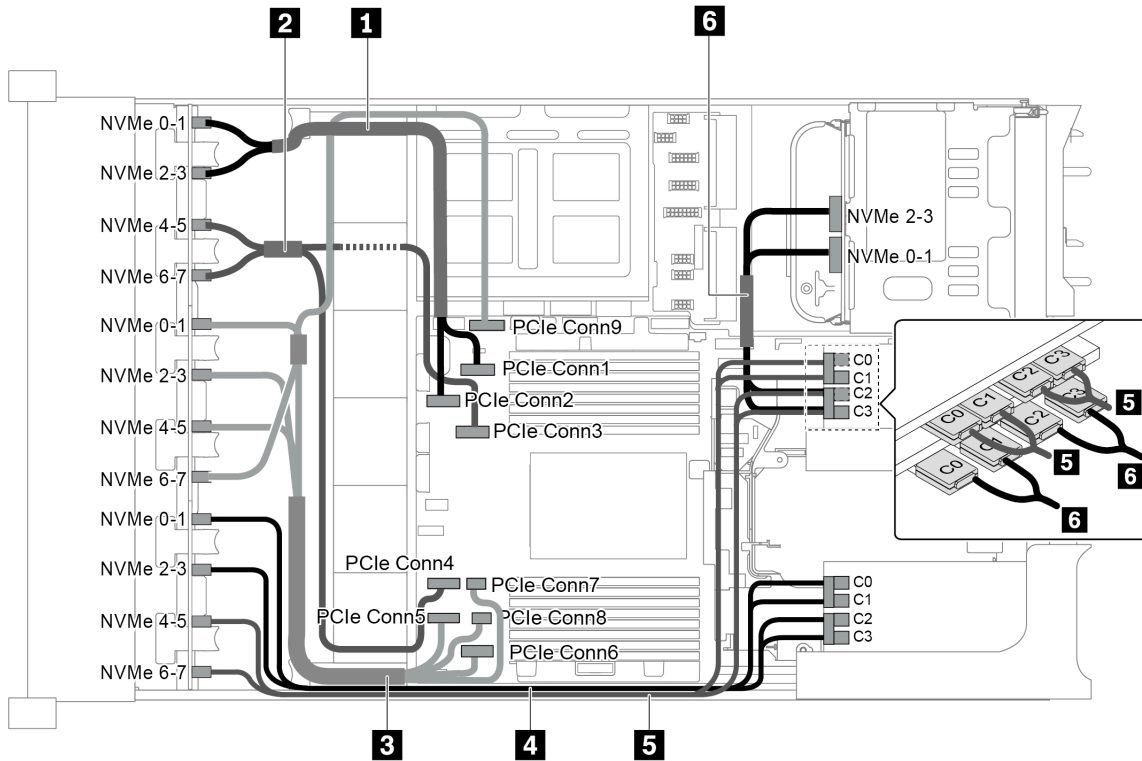 2
1
6
NVMe 0-1
NVMe 2-3
NVMe 4-5
NVMe 6-7
NVMe 0-1
NVMe 2-3
NVMe 4-5
NVMe 6-7
NVMe 0-1
NVMe 2-3
NVMe 4-5
NVMe 6-7
PCIe Conn9
PCIe Conn1
PCIe Conn2
PCIe Conn3
PCIe Conn4
PCIe Conn7
PCIe Conn5
PCIe Conn8
PCIe Conn6
NVMe 2-3
NVMe 0-1
6
C0
C1
C2
C3
C3
C2
C1
C0
C3
C2
C1
C0
5
5
6
6
C0
C1
C2
C3
3
4
5